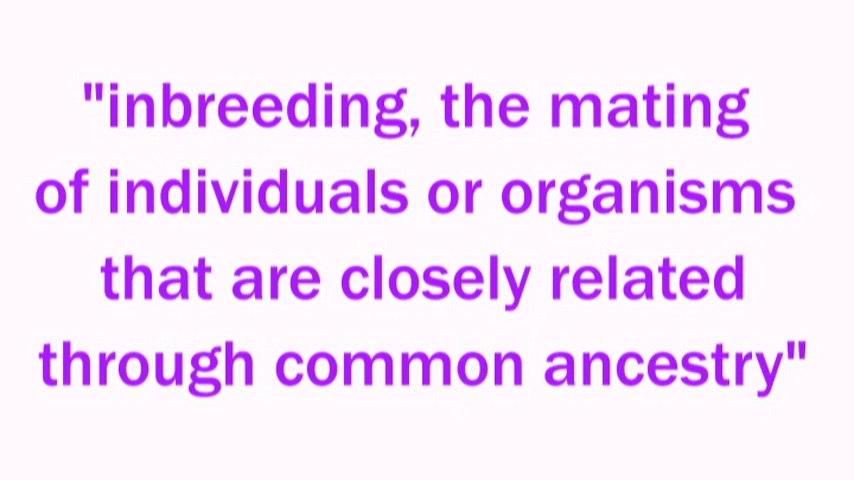 "inbreeding, the mating
of individuals or organisms
that are closely related
through common ancestry"